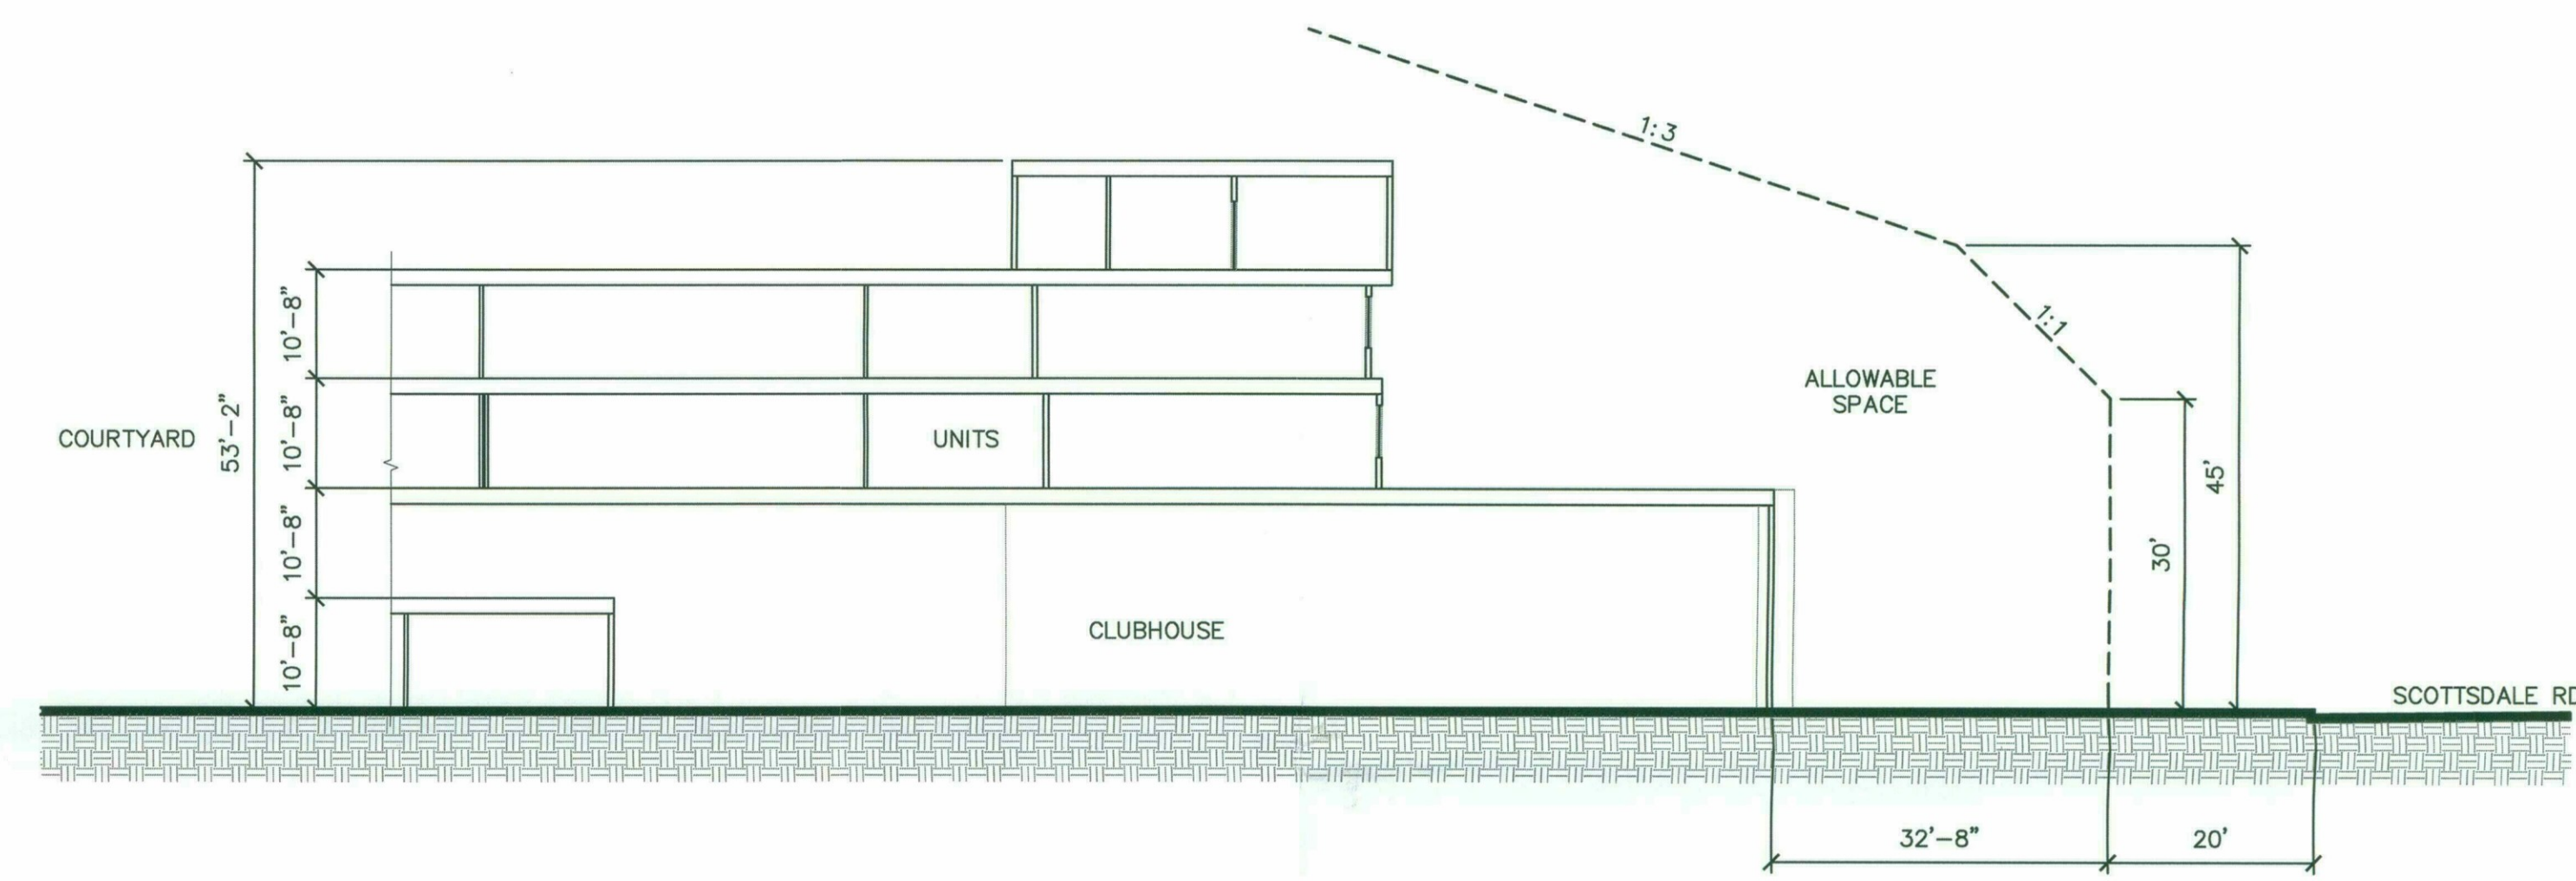 1:3
1:1
10'-8"
ALLOWABLE
SPACE
53'-2"
COURTYARD
10'-8"
UNITS
45'
10'-8"
30'
CLUBHOUSE
10'-8"
SCOTTSDALE RD
32'-8"
20'